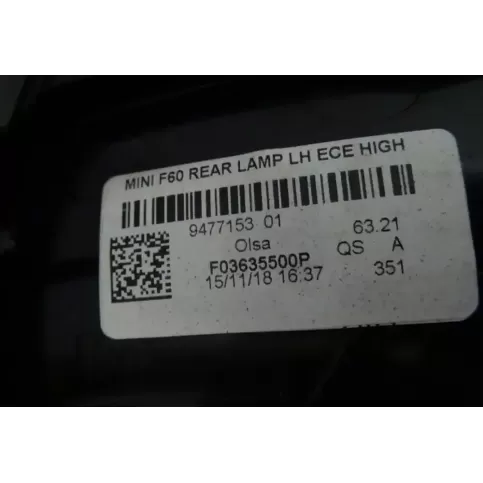 MINI F60 REAR LAMP LH ECE HIGH
9477153 01 63.21
Olsa QS A
F03635500P
15/11/18 16:37 351